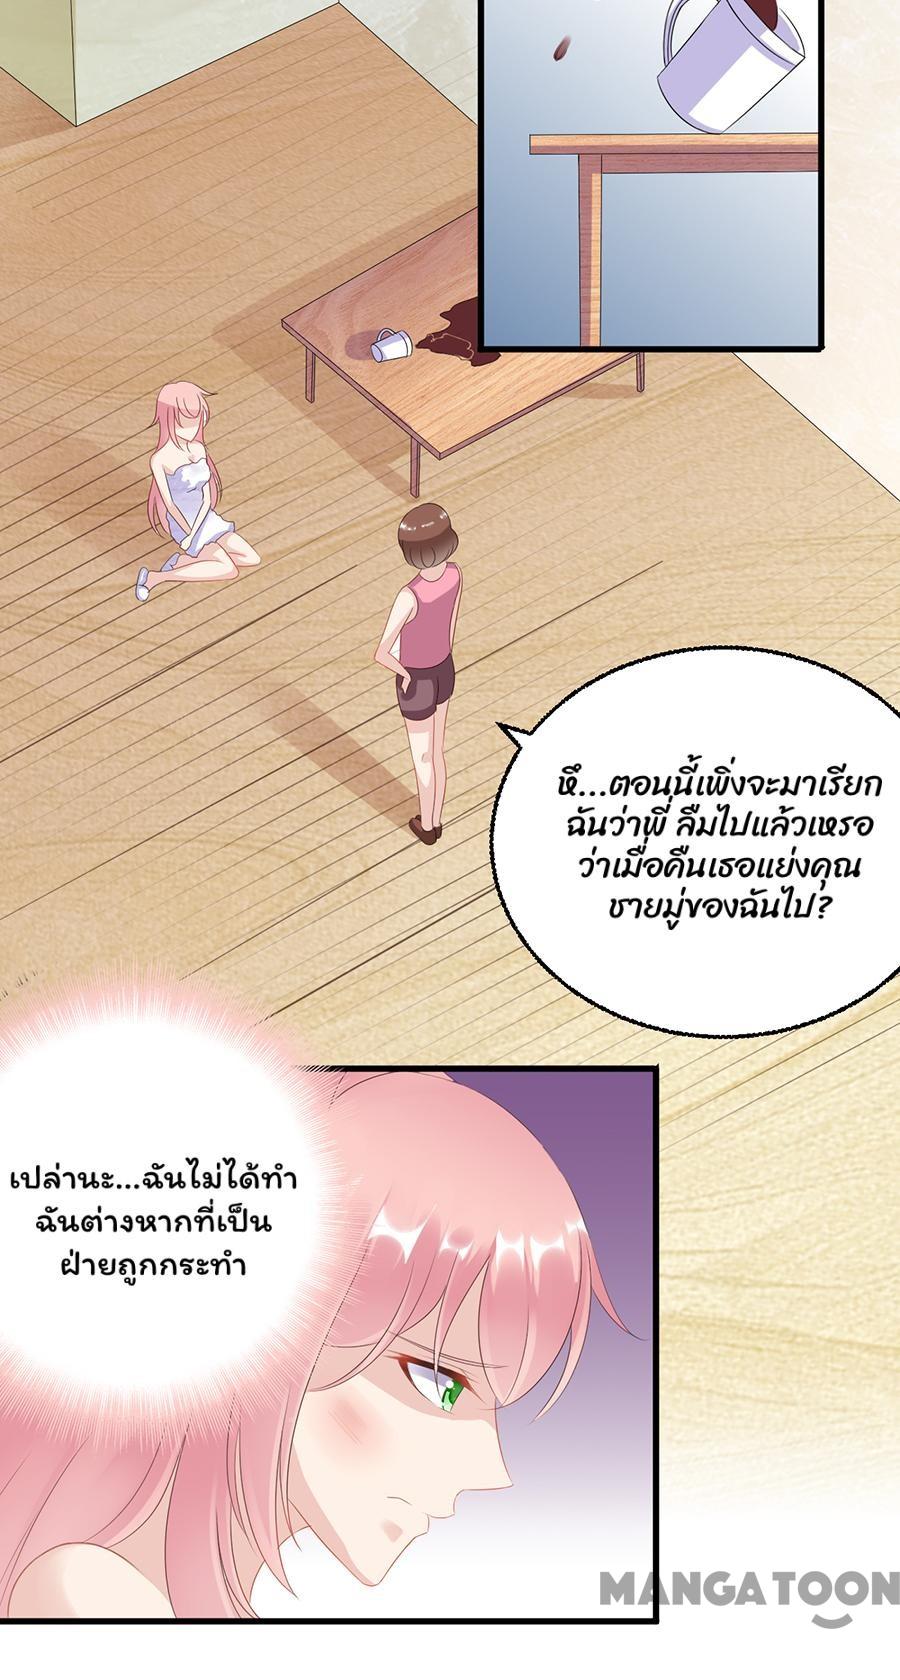 หึ...ตอนนี้เพิ่งจะมาเรียก
ฉันว่าพี่ ลืมไปแล้วเหรอ
ว่าเมื่อคืนเธอแย่งคุณ
ชายมู่ของฉันไป?
เปล่านะ...ฉันไม่ได้ทำ
ฉันต่างหากที่เป็น
ฝ่ายถูกกระทำ
MANGATOON